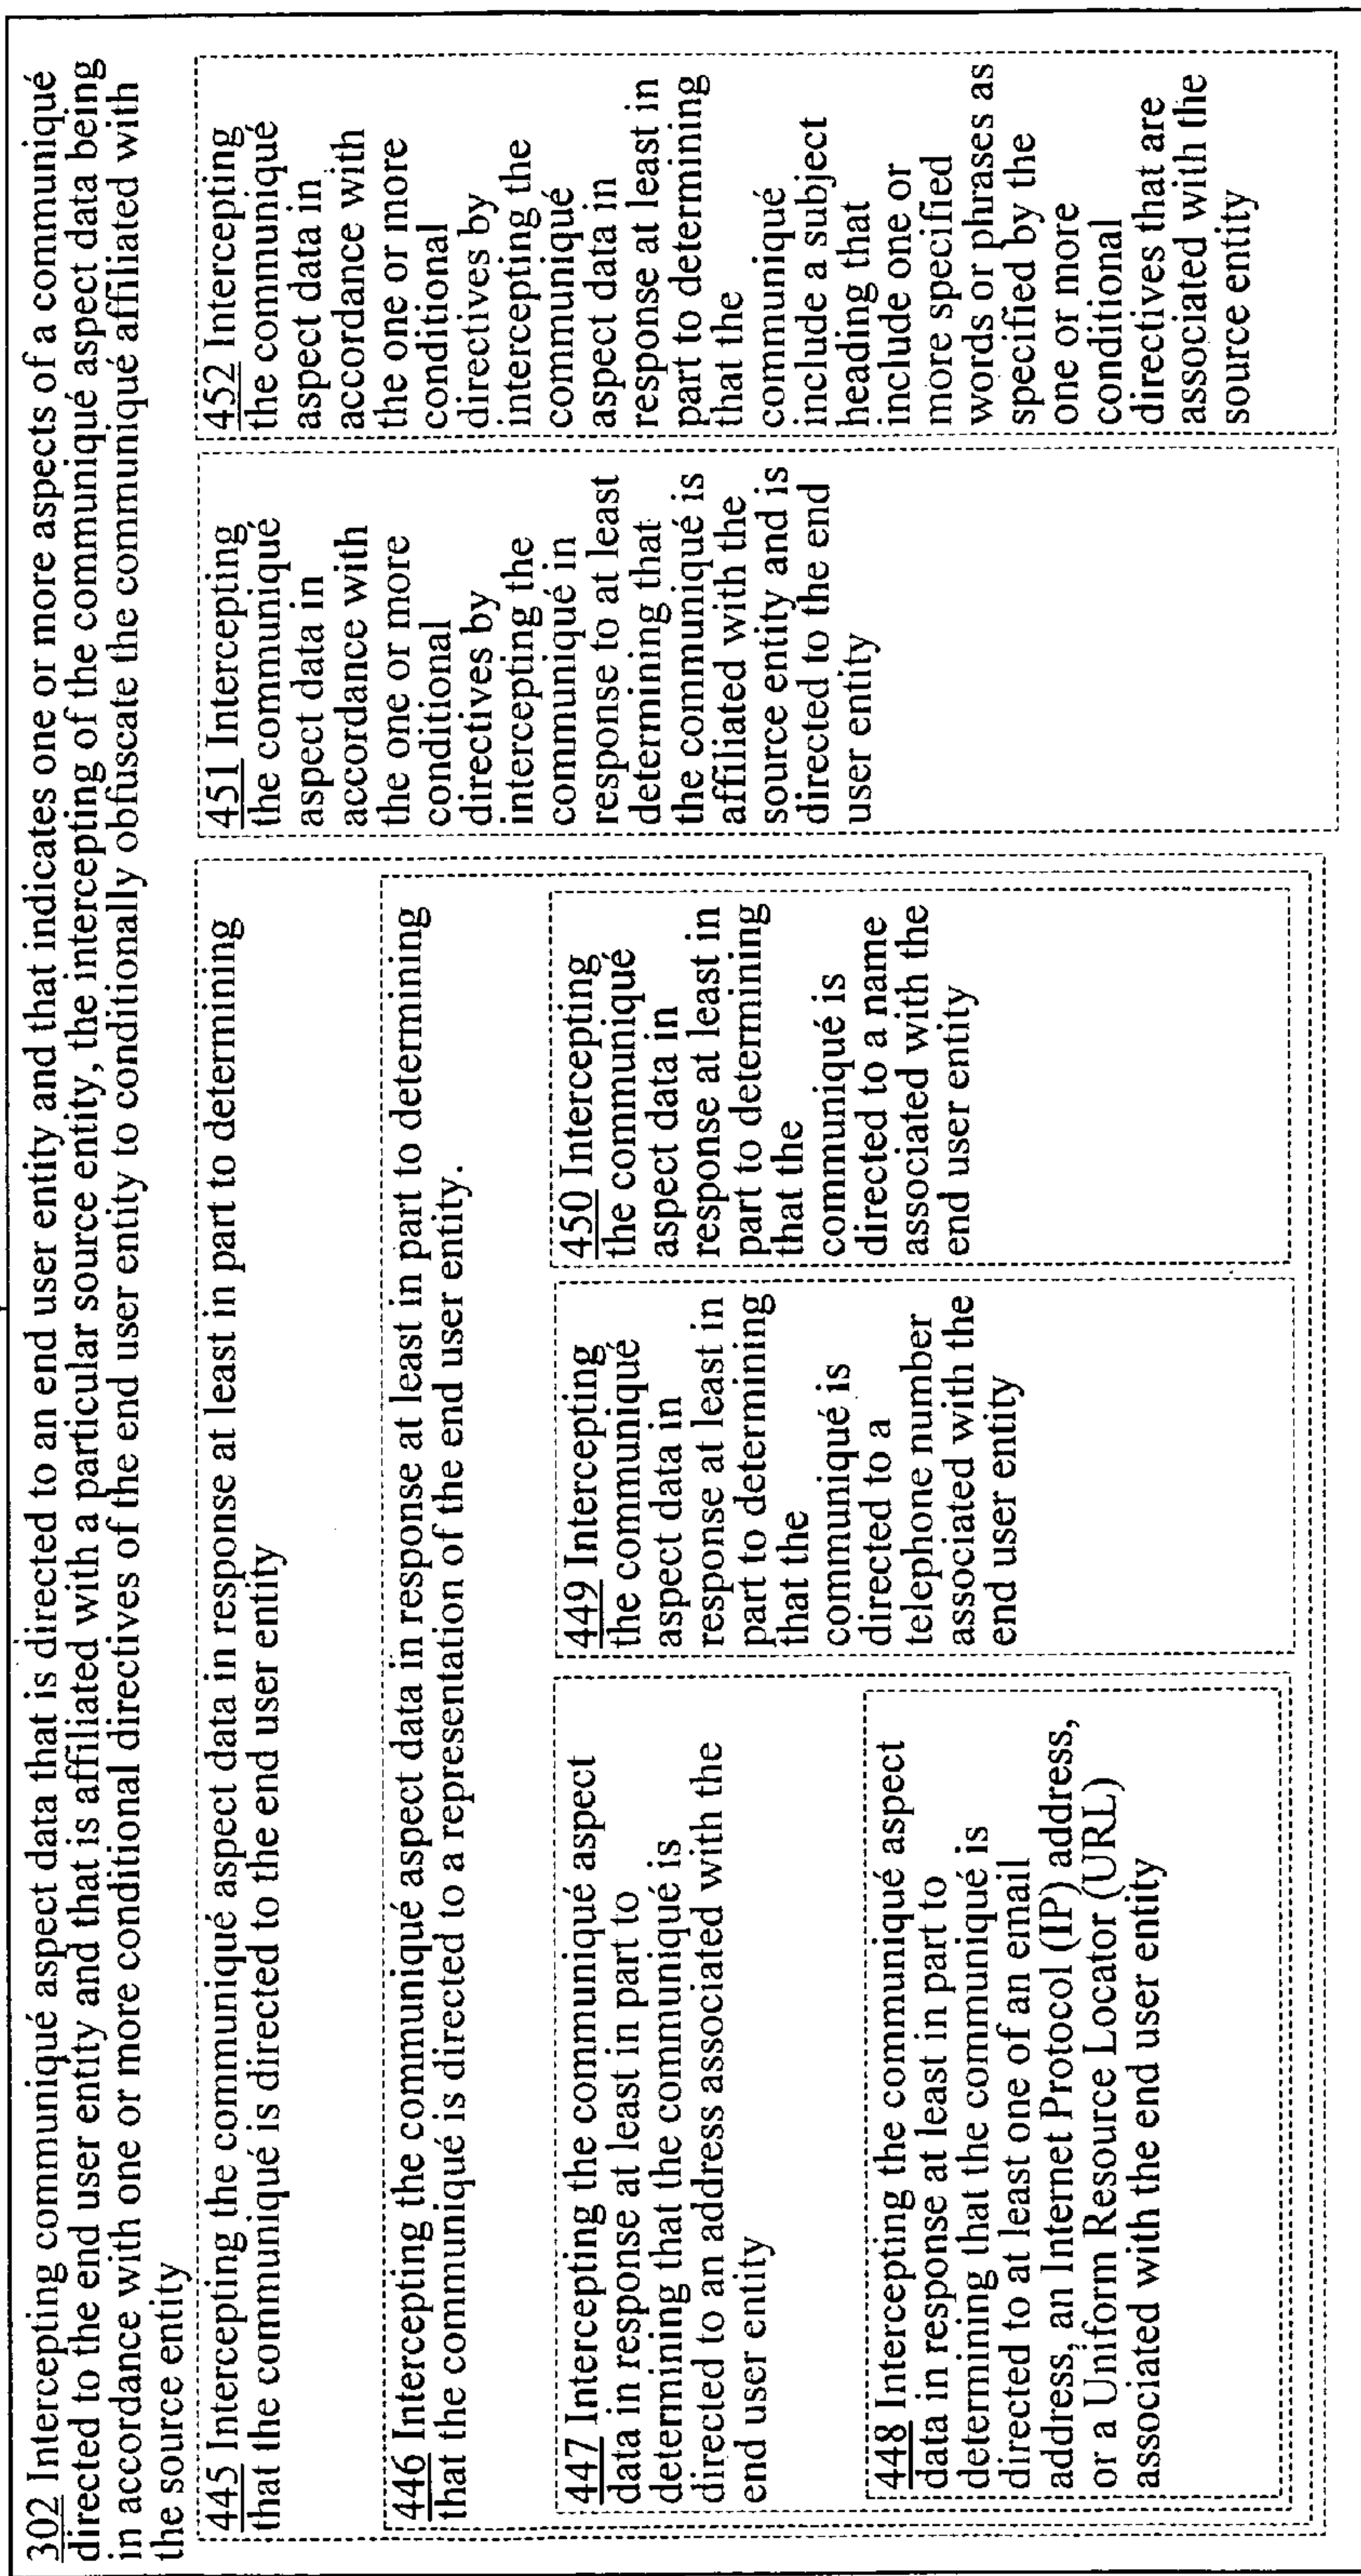 302 Intercepting communiqué aspect data that is directed to an end user entity and that indicates one or more aspects of a communiqué
directed to the end user entity and that is affiliated with a particular source entity, the intercepting of the communiqué aspect data being
in accordance with one or more conditional directives of the end user entity to conditionally obfuscate the communiqué affiliated with
the source entity
445 Intercepting the communiqué aspect data in response at least in part to determining
that the communiqué is directed to the end user entity
446 Intercepting the communiqué aspect data in response at least in part to determining
that the communiqué is directed to a representation of the end user entity.
447 Intercepting the communiqué aspect
data in response at least in part to
determining that the communiqué is
directed to an address associated with the
end user entity
448 Intercepting the communiqué aspect
data in response at least in part to
determining that the communiqué is
directed to at least one of an email
address, an Internet Protocol (IP) address,
or a Uniform Resource Locator (URL)
associated with the end user entity
449 Intercepting
the communiqué
aspect data in
response at least in
part to determining
that the
communiqué is
directed to a
telephone number
associated with the
end user entity
450 Intercepting
the communiqué
aspect data in
response at least in
part to determining
that the
communiqué is
directed to a name
associated with the
end user entity
451 Intercepting
the communiqué
aspect data in
accordance with
the one or more
conditional
directives by
intercepting the
communiqué in
response to at least
determining that
the communiqué is
affiliated with the
source entity and is
directed to the end
user entity
452 Intercepting
the communiqué
aspect data in
accordance with
the one or more
conditional
directives by
intercepting the
communiqué
aspect data in
response at least in
part to determining
that the
communiqué
include a subject
heading that
include one or
more specified
words or phrases as
specified by the
one or more
conditional
directives that are
associated with the
source entity